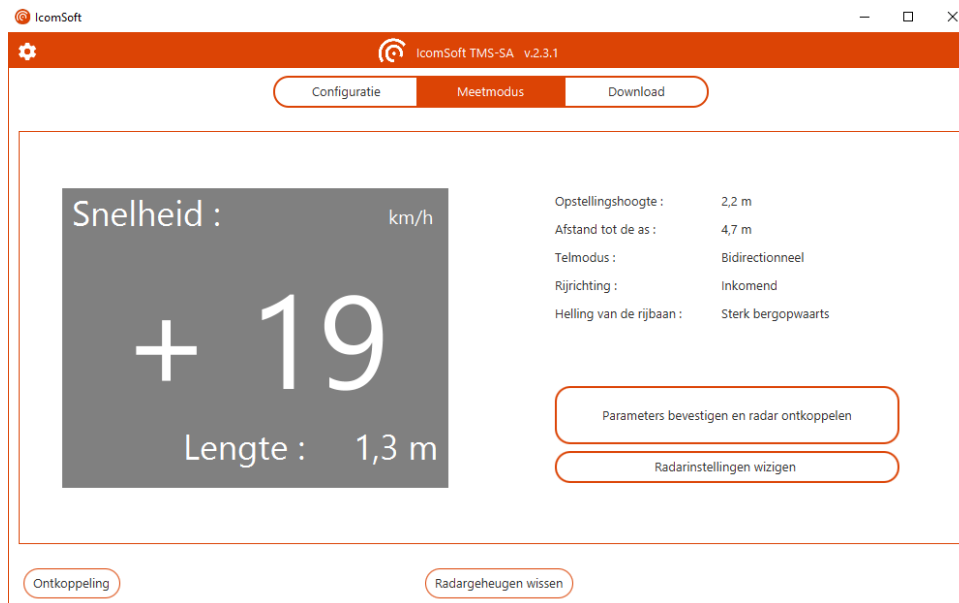 IcomSoft
IcomSoft TMS-SA v.2.3.1
Configuratie Meetmodus Download
Snelheid : km/h
+ 19
Lengte : 1,3 m
Opstellingshoogte : 2,2 m
Afstand tot de as : 4,7 m
Telmodus : Bidirectionneel
Rijrichting : Inkomend
Helling van de rijbaan : Sterk bergopwaarts
Parameters bevestigen en radar ontkoppelen
Radarinstellingen wizigen
Ontkoppeling Radargeheugen wissen